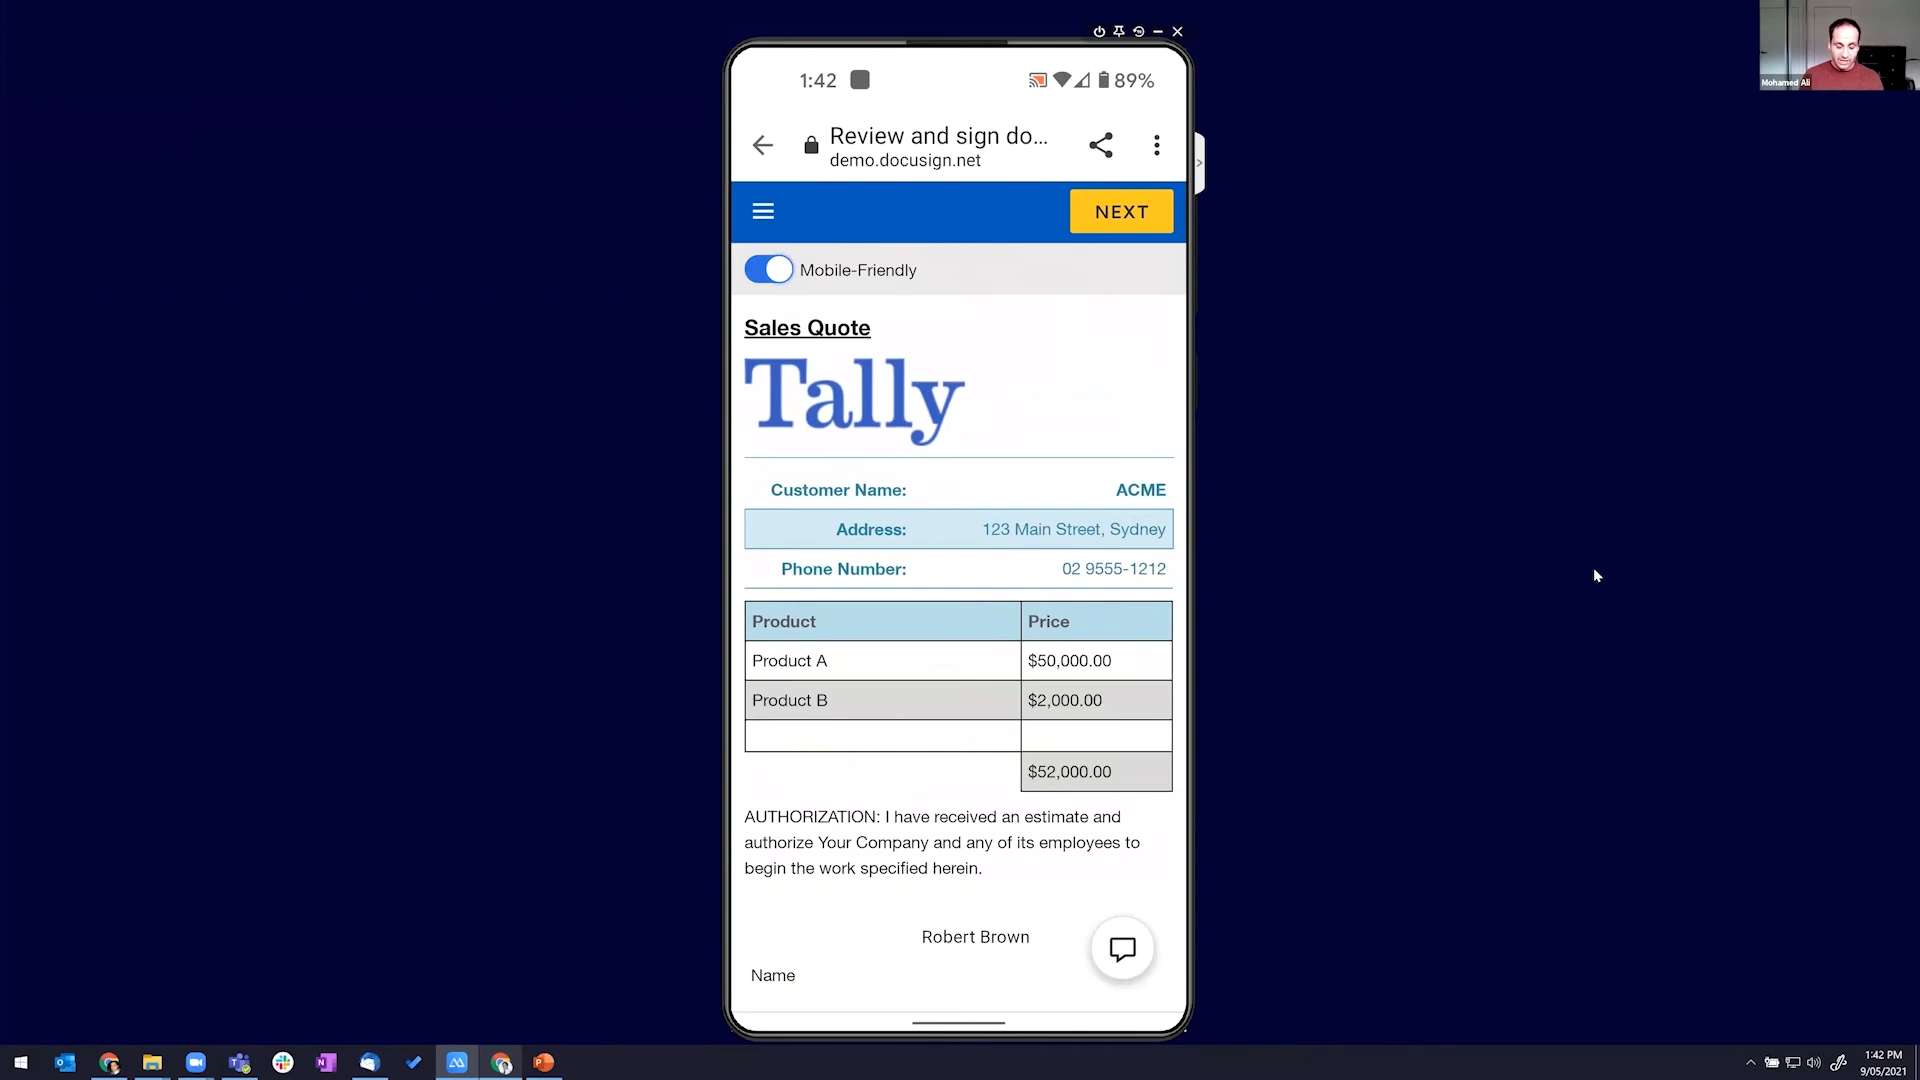 1:42
89%
Review and sign do...
demo.docusign.net
NEXT
Mobile-Friendly
Sales Quote
Tally
Customer Name: ACME
Address: 123 Main Street, Sydney
Phone Number: 02 9555-1212
Product Price
Product A $50,000.00
Product B $2,000.00
$52,000.00
AUTHORIZATION: I have received an estimate and
authorize Your Company and any of its employees to
begin the work specified herein.
Robert Brown
Name
Mohamed Ali
1:42 PM
9/05/2021